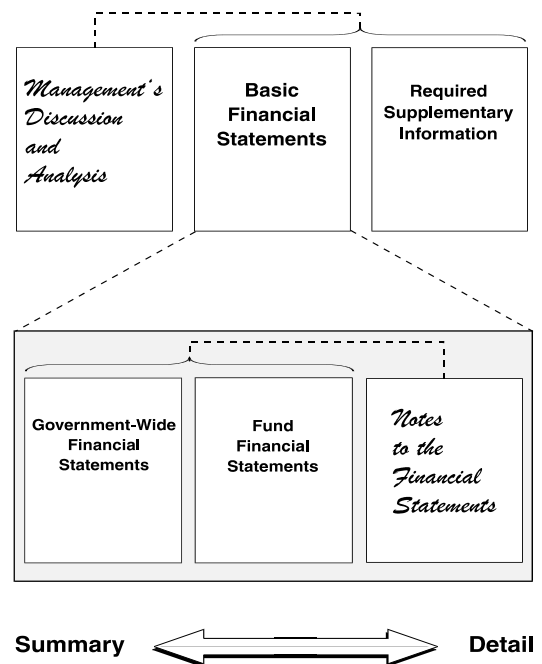 Management's
Discussion
and
Analysis
Basic
Financial
Statements
Required
Supplementary
Information
Government-Wide
Financial
Statements
Fund
Financial
Statements
Notes
to the
Financial
Statements
Summary
Detail